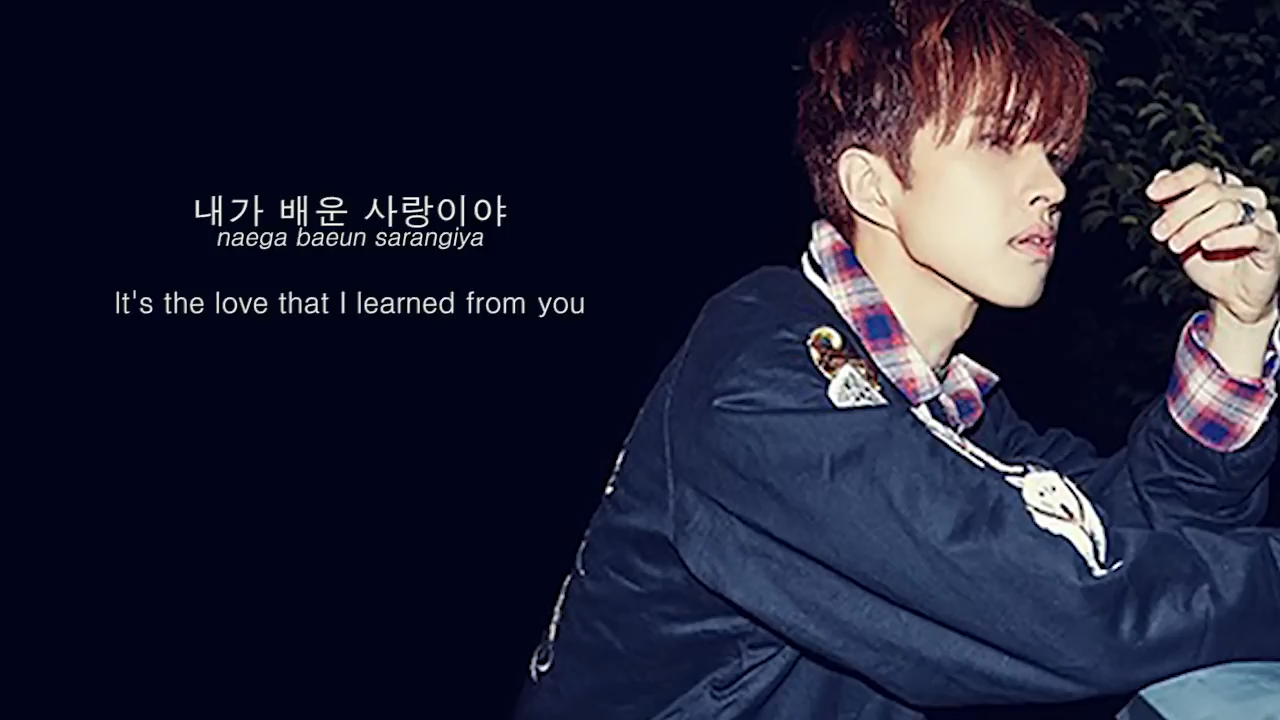 내가 배운 사랑이야
naega baeun sarangiya
It's the love that I learned from you